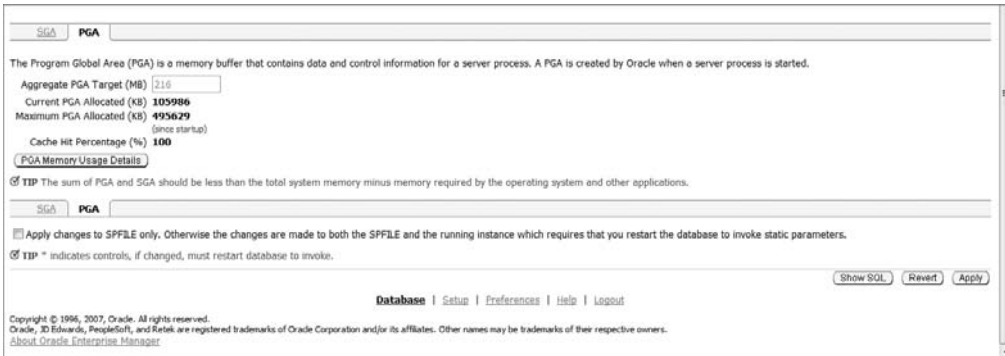 SGA PGA
The Program Global Area (PGA) is a memory buffer that contains data and control information for a server process. A PGA is created by Oracle when a server process is started.
Aggregate PGA Target (MB) 216
Current PGA Allocated (KB) 105986
Maximum PGA Allocated (KB) 495629
(since startup)
Cache Hit Percentage (%) 100
PGA Memory Usage Details
TIP The sum of PGA and SGA should be less than the total system memory minus memory required by the operating system and other applications.
SGA PGA
Apply changes to SPFILE only. Otherwise the changes are made to both the SPFILE and the running instance which requires that you restart the database to invoke static parameters.
TIP * indicates controls, if changed, must restart database to invoke.
Show SQL Revert Apply
Database | Setup | Preferences | Help | Logout
Copyright © 1996, 2007, Oracle. All rights reserved.
Oracle, JD Edwards, PeopleSoft, and Retek are registered trademarks of Oracle Corporation and/or its affiliates. Other names may be trademarks of their respective owners.
About Oracle Enterprise Manager